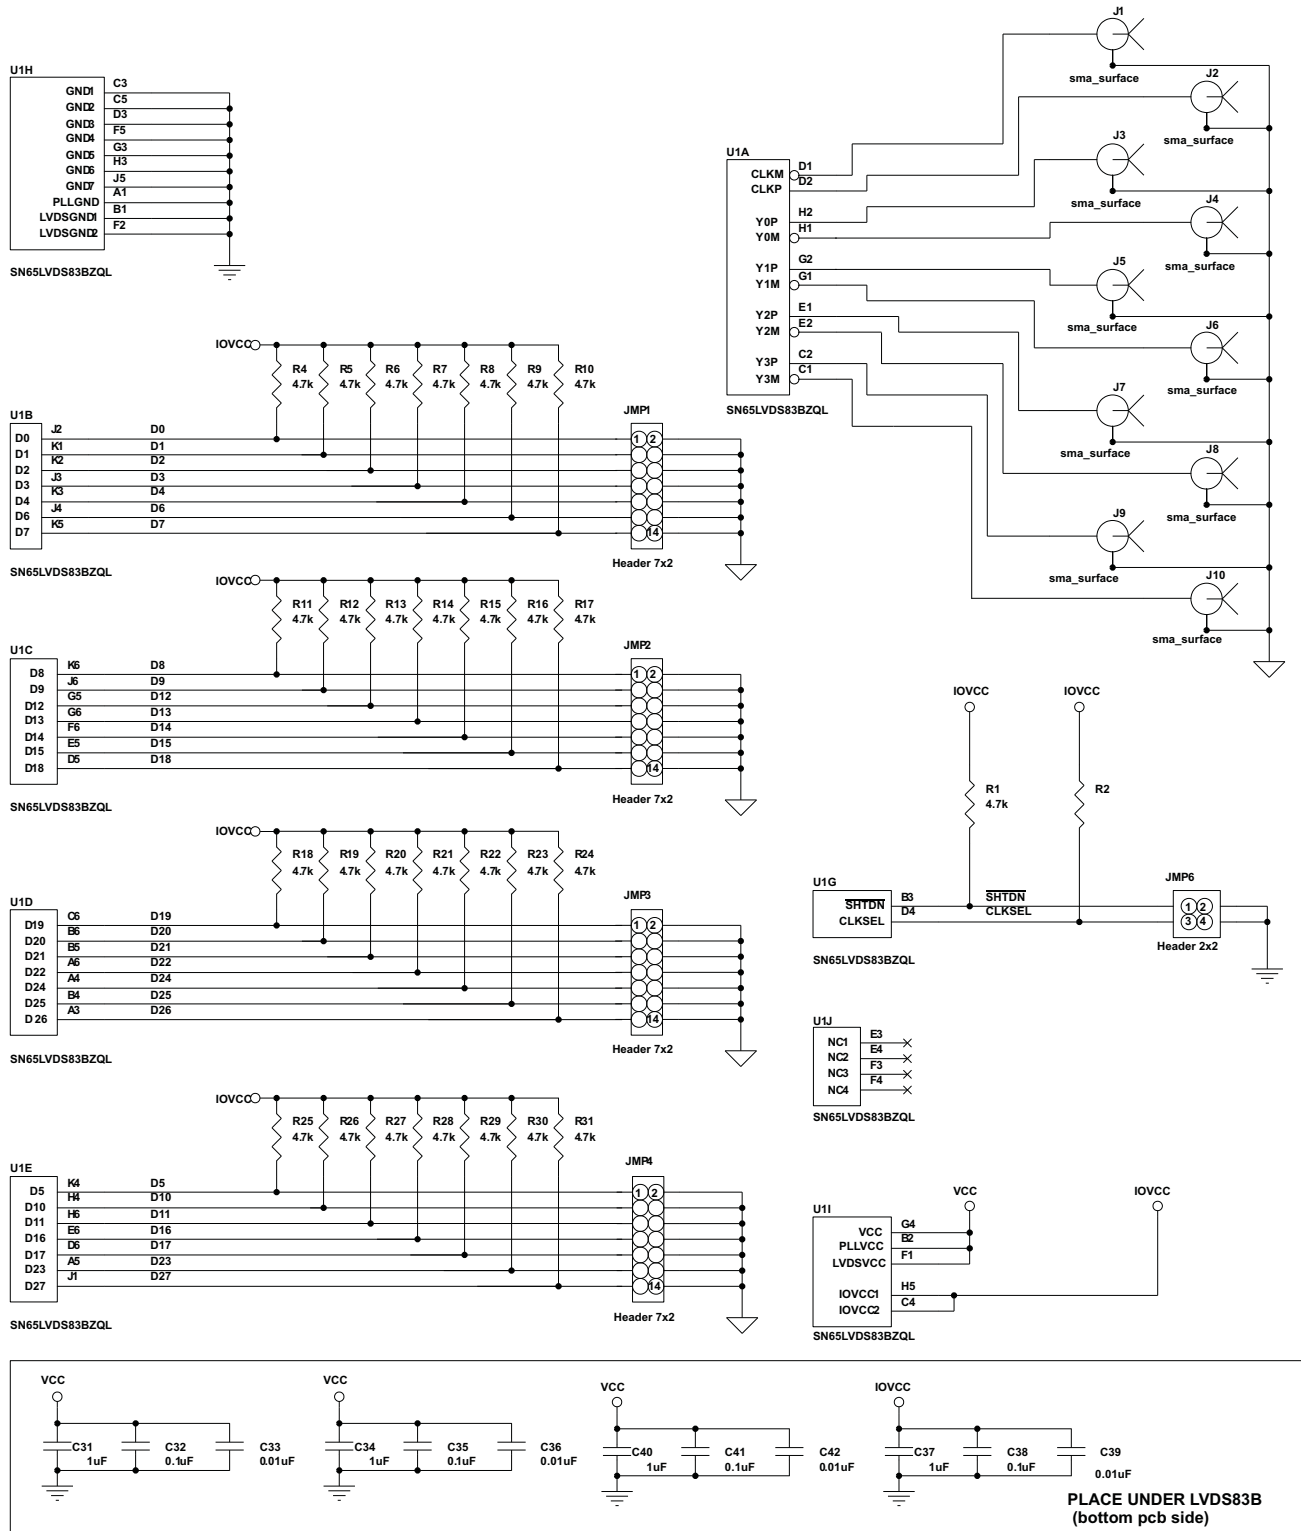 U1H
GND1 C3
GND2 C5
GND3 D3
GND4 F5
GND5 G3
GND6 H3
GND7 J5
PLLGND A1
LVDSGND1 B1
LVDSGND2 F2
SN65LVDS83BZQL
J1
sma_surface
J2
sma_surface
J3
sma_surface
J4
sma_surface
J5
sma_surface
J6
sma_surface
J7
sma_surface
J8
sma_surface
J9
sma_surface
J10
sma_surface
U1A
CLKM D1
CLKP D2
Y0P H2
Y0M H1
Y1P G2
Y1M G1
Y2P E1
Y2M E2
Y3P C2
Y3M C1
SN65LVDS83BZQL
IOVCC
R4 R5 R6 R7 R8 R9 R10
4.7k 4.7k 4.7k 4.7k 4.7k 4.7k 4.7k
U1B
JMP1
D0 J2 D0 1 2
D1 K1 D1
D2 K2 D2
D3 J3 D3
D4 K3 D4
D6 J4 D6
D7 K5 D7 14
SN65LVDS83BZQL
Header 7x2
IOVCC
R11 R12 R13 R14 R15 R16 R17
4.7k 4.7k 4.7k 4.7k 4.7k 4.7k 4.7k
U1C
JMP2
D8 K6 D8 1 2
D9 J6 D9
D12 G5 D12
D13 G6 D13
D14 F6 D14
D15 E5 D15
D18 D5 D18 14
SN65LVDS83BZQL
Header 7x2
IOVCC
R18 R19 R20 R21 R22 R23 R24
4.7k 4.7k 4.7k 4.7k 4.7k 4.7k 4.7k
U1D
JMP3
D19 C6 D19 1 2
D20 B6 D20
D21 B5 D21
D22 A6 D22
D24 A4 D24
D25 B4 D25
D26 A3 D26 14
SN65LVDS83BZQL
Header 7x2
IOVCC
R25 R26 R27 R28 R29 R30 R31
4.7k 4.7k 4.7k 4.7k 4.7k 4.7k 4.7k
U1E
JMP4
D5 K4 D5 1 2
D10 H4 D10
D11 H6 D11
D16 E6 D16
D17 D6 D17
D23 A5 D23
D27 J1 D27 14
SN65LVDS83BZQL
Header 7x2
IOVCC IOVCC
R1 R2
4.7k
U1G
JMP6
SHTDN B3 SHTDN 1 2
CLKSEL D4 CLKSEL 3 4
SN65LVDS83BZQL
Header 2x2
U1J
NC1 E3
NC2 E4
NC3 F3
NC4 F4
SN65LVDS83BZQL
VCC IOVCC
U1I
VCC G4
PLLVCC B2
LVDSVCC F1
IOVCC1 H5
IOVCC2 C4
SN65LVDS83BZQL
VCC VCC VCC IOVCC
C31 C32 C33 C34 C35 C36 C40 C41 C42 C37 C38 C39
1uF 0.1uF 0.01uF 1uF 0.1uF 0.01uF 1uF 0.1uF 0.01uF 1uF 0.1uF 0.01uF
PLACE UNDER LVDS83B
(bottom pcb side)